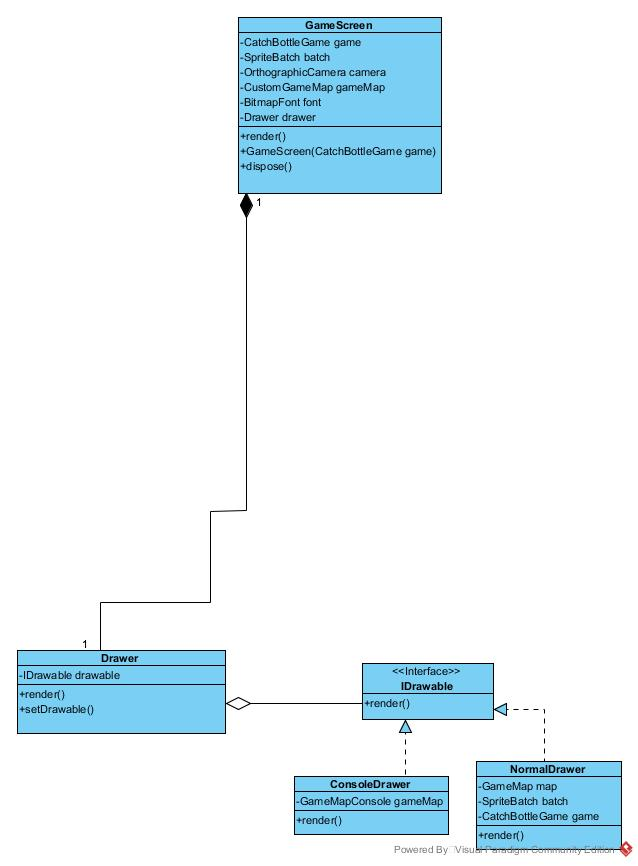 GameScreen
-CatchBottleGame game
-SpriteBatch batch
-OrthographicCamera camera
-CustomGameMap gameMap
-BitmapFont font
-Drawer drawer
+render()
+GameScreen(CatchBottleGame game)
+dispose()
1
1
Drawer
-IDrawable drawable
+render()
+setDrawable()
<<Interface>>
IDrawable
+render()
ConsoleDrawer
-GameMapConsole gameMap
+render()
NormalDrawer
-GameMap map
-SpriteBatch batch
-CatchBottleGame game
+render()
Powered By Visual Paradigm Community Edition